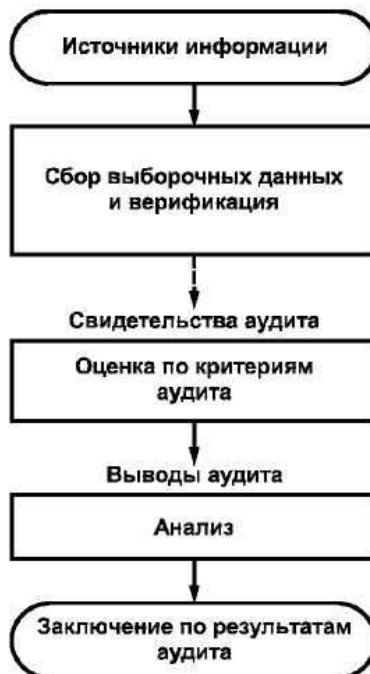 Источники информации
Сбор выборочных данных
и верификация
Свидетельства аудита
Оценка по критериям
аудита
Выводы аудита
Анализ
Заключение по результатам
аудита